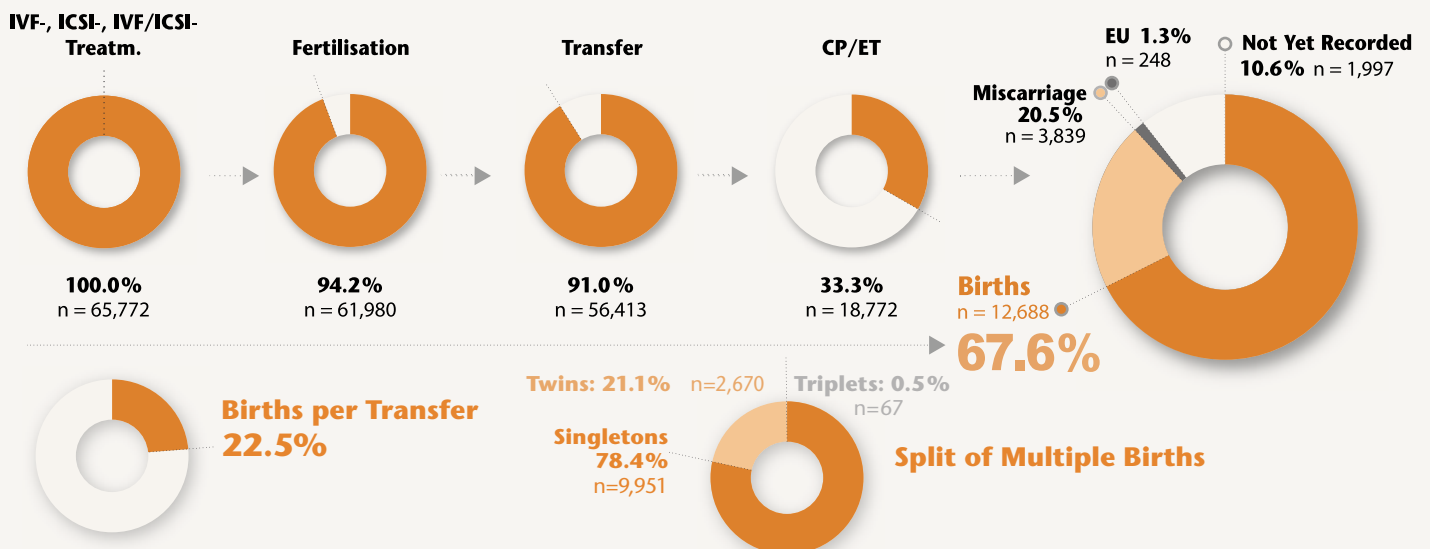 IVF-, ICSI-, IVF/ICSI-
Treatm.
Fertilisation
Transfer
CP/ET
EU 1.3%
n = 248
Not Yet Recorded
10.6% n = 1,997
Miscarriage
20.5%
n = 3,839
100.0%
n = 65,772
94.2%
n = 61,980
91.0%
n = 56,413
33.3%
n = 18,772
Births
n = 12,688
67.6%
Births per Transfer
22.5%
Twins: 21.1% n=2,670
Triplets: 0.5%
n=67
Singletons
78.4%
n=9,951
Split of Multiple Births